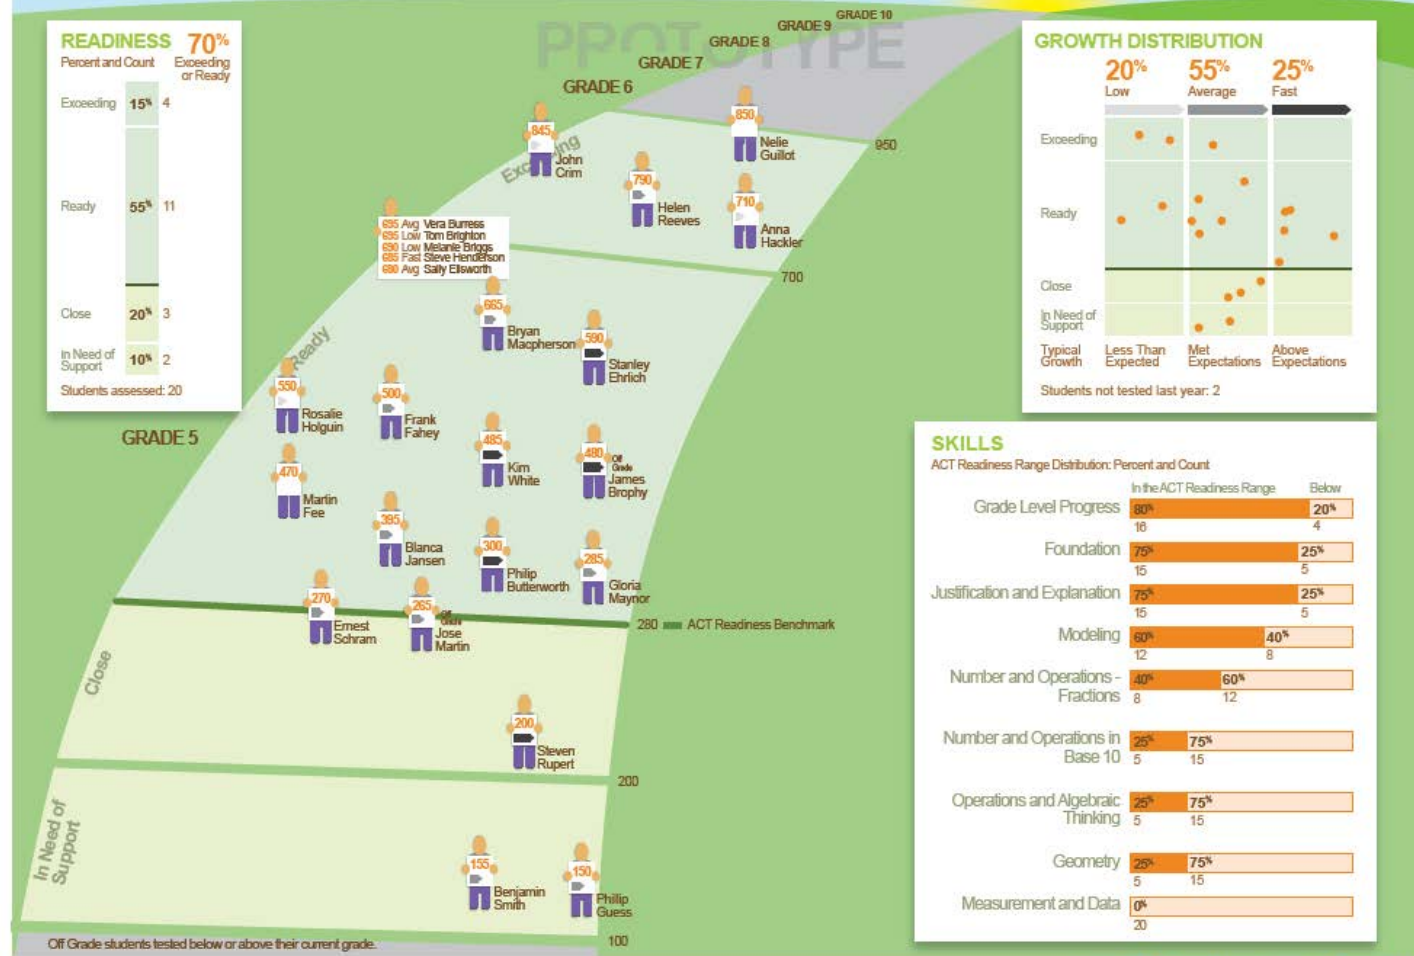 PROTOTYPE
GRADE 10
GRADE 9
GRADE 8
GRADE 7
GRADE 6
GRADE 5
READINESS 70%
Percent and Count
Exceeding
or Ready
Exceeding 15% 4
Ready 55% 11
Close 20% 3
In Need of
Support 10% 2
Students assessed: 20
Exceeding
Ready
Close
In Need of
Support
950
700
280 ACT Readiness Benchmark
200
100
845
John
Crim
850
Nelie
Guillot
790
Helen
Reeves
710
Anna
Hackler
695 Avg Vera Burress
695 Low Tom Brighton
690 Low Melanie Briggs
685 Fast Steve Henderson
680 Avg Sally Ellsworth
665
Bryan
Macpherson
590
Stanley
Ehrlich
550
Rosalie
Holguin
500
Frank
Fahey
485
Kim
White
480
Off
Grade
James
Brophy
470
Martin
Fee
395
Blanca
Jansen
300
Philip
Butterworth
285
Gloria
Maynor
270
Ernest
Schram
265
Off
Grade
Jose
Martin
200
Steven
Rupert
155
Benjamin
Smith
150
Phillip
Guess
Off Grade students tested below or above their current grade.
GROWTH DISTRIBUTION
20% 55% 25%
Low Average Fast
Exceeding
Ready
Close
In Need of
Support
Typical
Growth
Less Than
Expected
Met
Expectations
Above
Expectations
Students not tested last year: 2
SKILLS
ACT Readiness Range Distribution: Percent and Count
In the ACT Readiness Range Below
Grade Level Progress 80% 20%
16 4
Foundation 75% 25%
15 5
Justification and Explanation 75% 25%
15 5
Modeling 60% 40%
12 8
Number and Operations -
Fractions
40% 60%
8 12
Number and Operations in
Base 10
25% 75%
5 15
Operations and Algebraic
Thinking
25% 75%
5 15
Geometry 25% 75%
5 15
Measurement and Data 0%
20